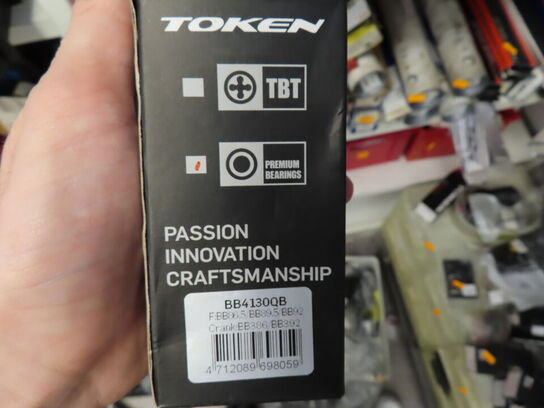 TOKEN
TBT
PREMIUM
BEARINGS
PASSION
INNOVATION
CRAFTSMANSHIP
BB4130QB
F:BB86.5/BB89.5/BB92
Crank:BB386/BB392
4 712089 698059